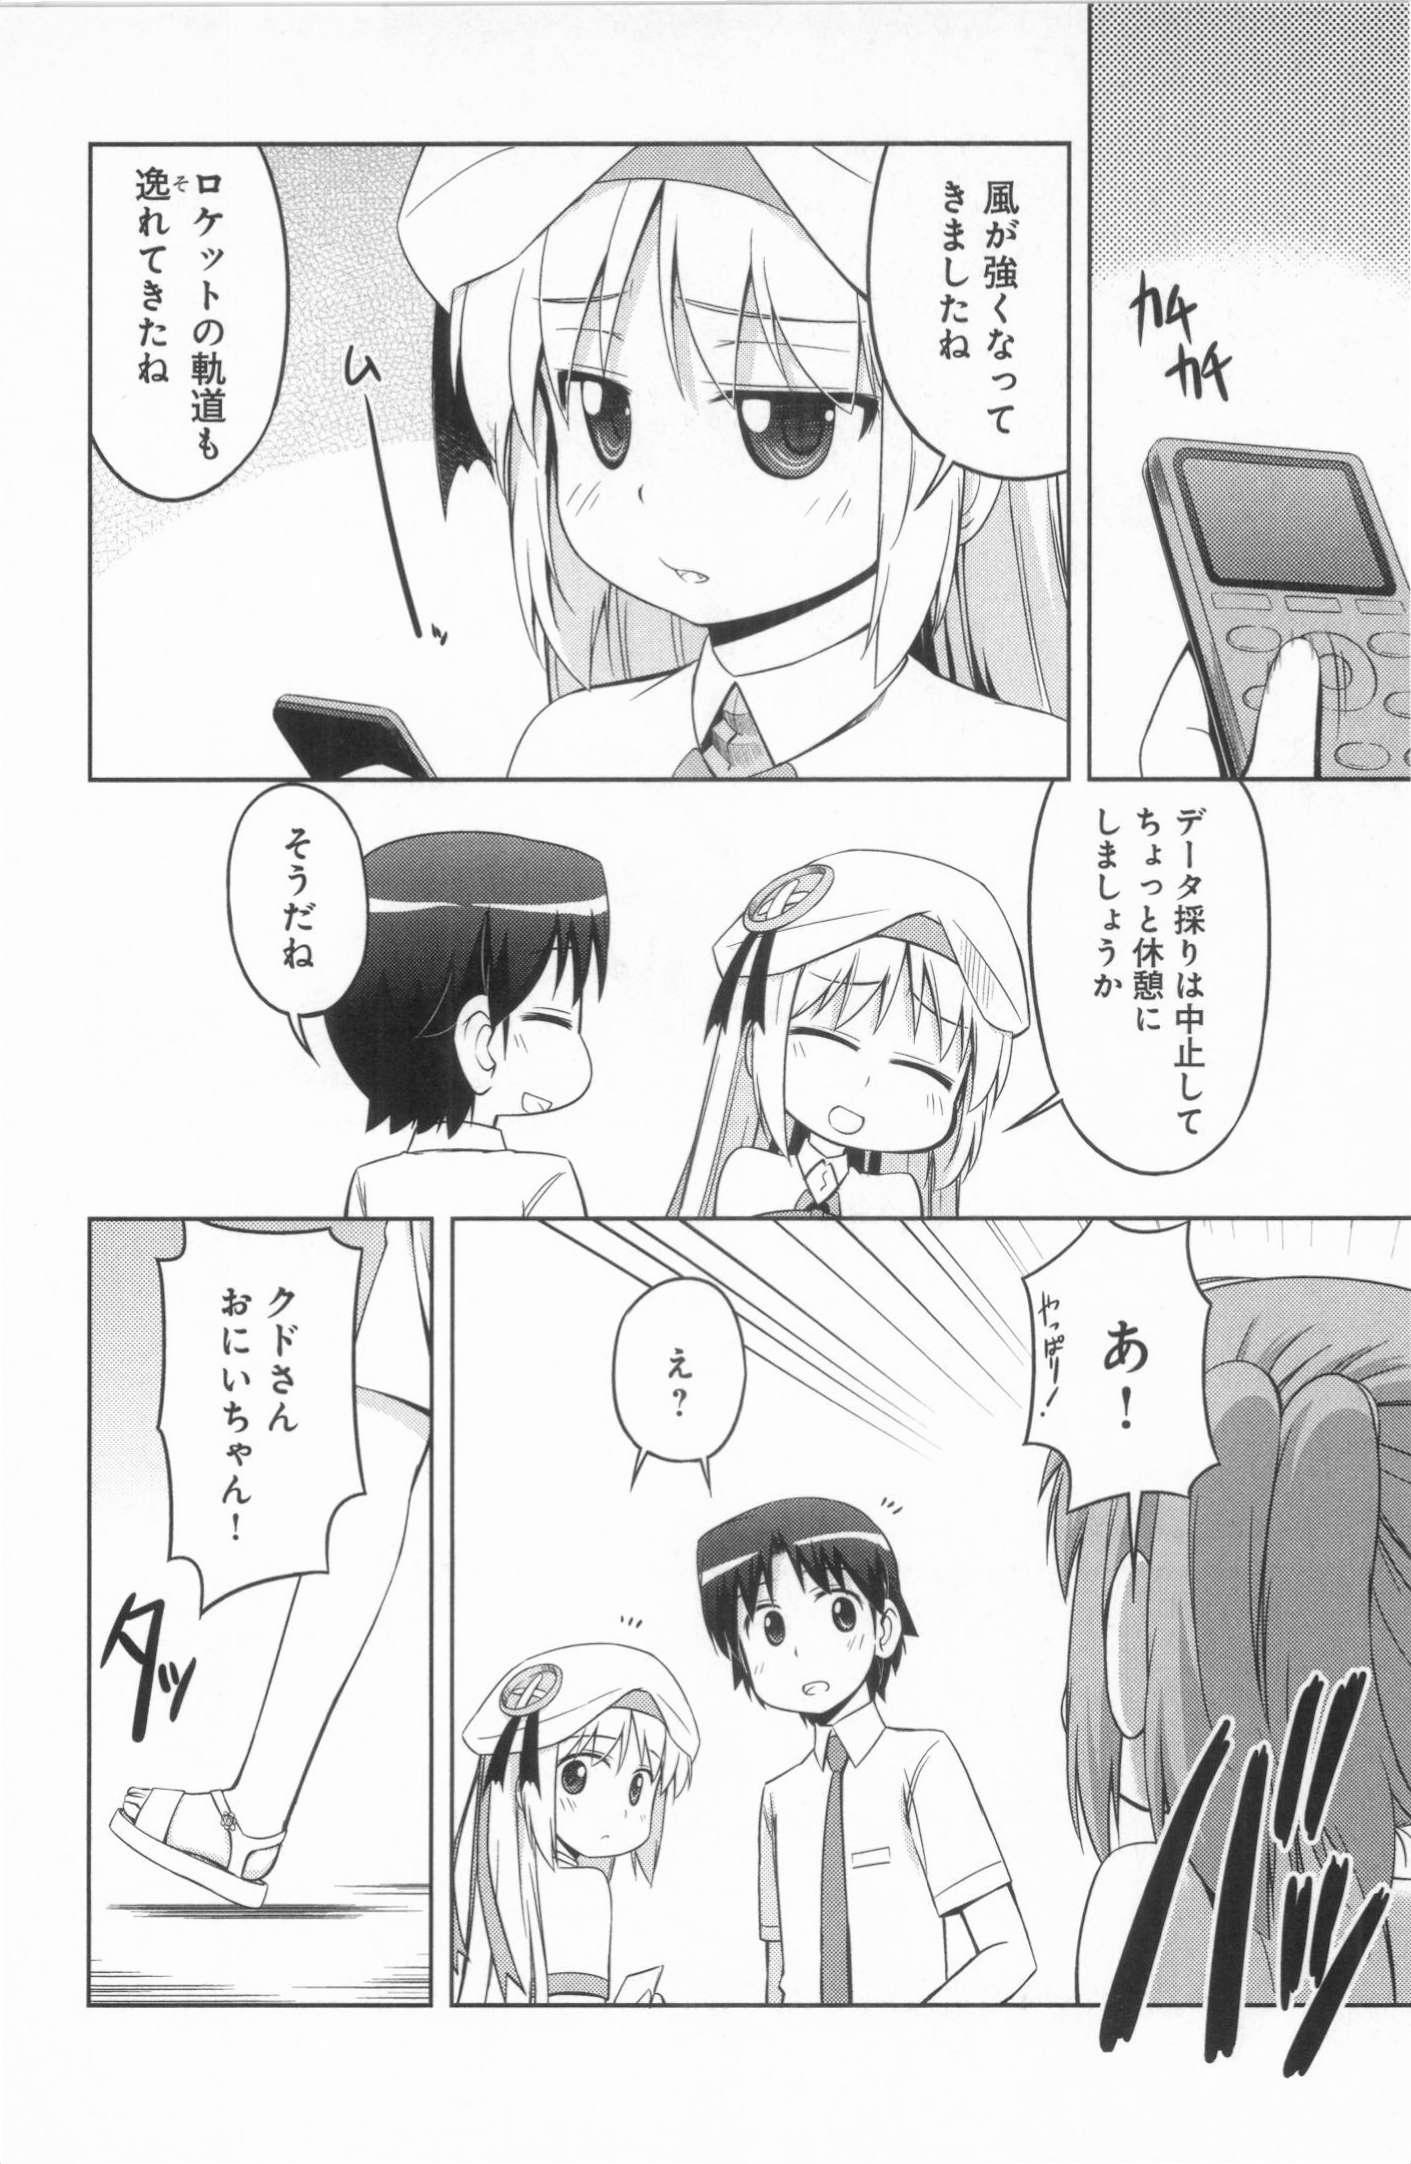 カチ
カチ
風が強くなって
きましたね
ロケットの軌道も
逸れてきたね
そ
データ採りは中止して
ちょっと休憩に
しましょうか
そうだね
あ！
やっぱり！
え？
バッ
クドさん
おにいちゃん！
タッ